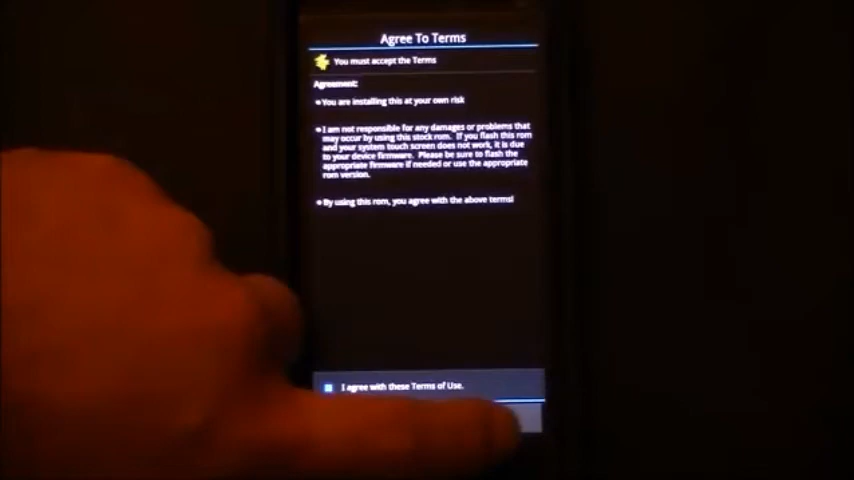 Agree To Terms
You must accept the Terms
Agreement:
• You are installing this at your own risk
• I am not responsible for any damages or problems that
may occur by using this stock rom. If you flash this rom
and your system touch screen does not work, it is due
to your device firmware. Please be sure to flash the
appropriate firmware if needed or use the appropriate
rom version.
• By using this rom, you agree with the above terms!
I agree with these Terms of Use.